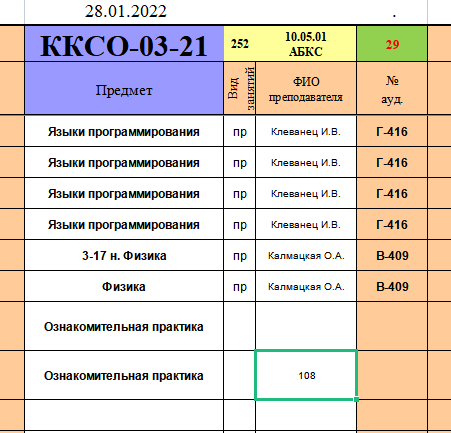 28.01.2022 .
ККСО-03-21 252 10.05.01 АБКС 29
Предмет Вид занятий ФИО преподавателя № ауд.
Языки программирования пр Клеванец И.В. Г-416
Языки программирования пр Клеванец И.В. Г-416
Языки программирования пр Клеванец И.В. Г-416
Языки программирования пр Клеванец И.В. Г-416
3-17 н. Физика пр Калмацкая О.А. В-409
Физика пр Калмацкая О.А. В-409
Ознакомительная практика
Ознакомительная практика 108